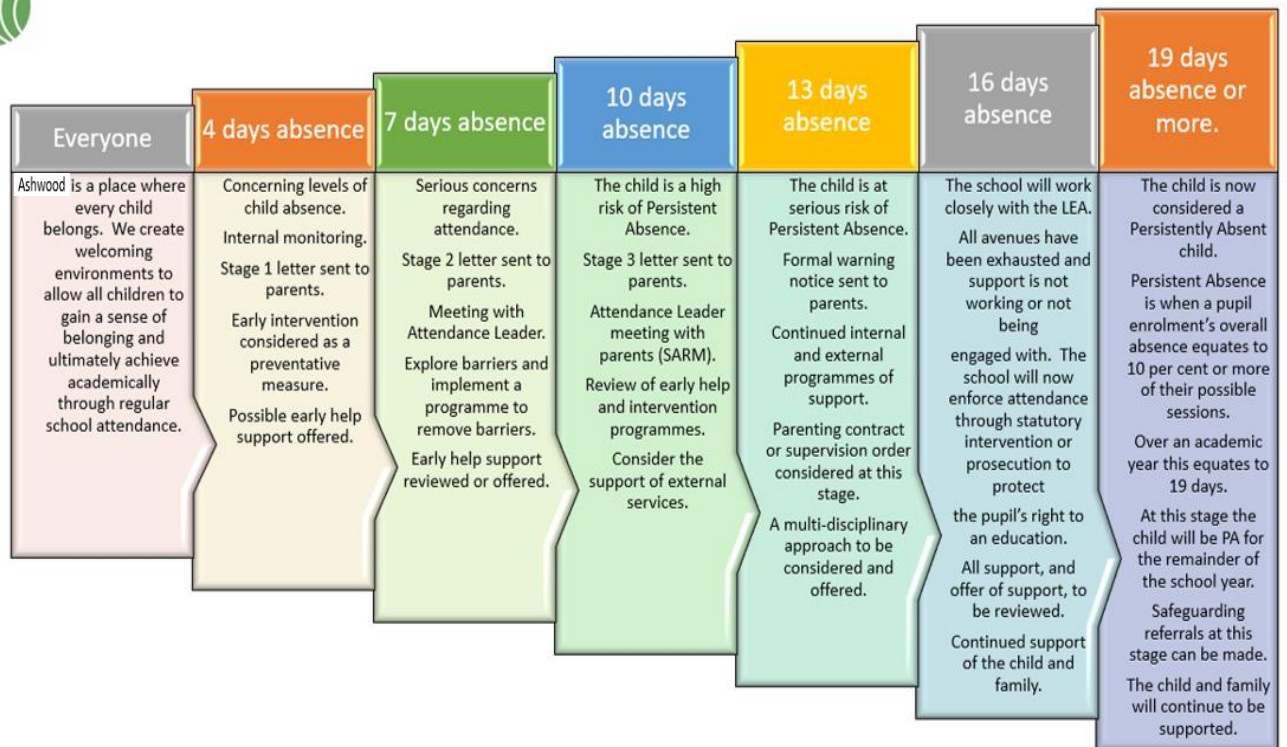 Everyone
Ashwood is a place where
every child
belongs. We create
welcoming
environments to
allow all children to
gain a sense of
belonging and
ultimately achieve
academically
through regular
school attendance.
4 days absence
Concerning levels of
child absence.
Internal monitoring.
Stage 1 letter sent to
parents.
Early intervention
considered as a
preventative
measure.
Possible early help
support offered.
7 days absence
Serious concerns
regarding
attendance.
Stage 2 letter sent to
parents.
Meeting with
Attendance Leader.
Explore barriers and
implement a
programme to
remove barriers.
Early help support
reviewed or offered.
10 days
absence
The child is a high
risk of Persistent
Absence.
Stage 3 letter sent to
parents.
Attendance Leader
meeting with
parents (SARM).
Review of early help
and intervention
programmes.
Consider the
support of external
services.
13 days
absence
The child is at
serious risk of
Persistent Absence.
Formal warning
notice sent to
parents.
Continued internal
and external
programmes of
support.
Parenting contract
or supervision order
considered at this
stage.
A multi-disciplinary
approach to be
considered and
offered.
16 days
absence
The school will work
closely with the LEA.
All avenues have
been exhausted and
support is not
working or not
being
engaged with. The
school will now
enforce attendance
through statutory
intervention or
prosecution to
protect
the pupil's right to
an education.
All support, and
offer of support, to
be reviewed.
Continued support
of the child and
family.
19 days
absence or
more.
The child is now
considered a
Persistently Absent
child.
Persistent Absence
is when a pupil
enrolment's overall
absence equates to
10 per cent or more
of their possible
sessions.
Over an academic
year this equates to
19 days.
At this stage the
child will be PA for
the remainder of
the school year.
Safeguarding
referrals at this
stage can be made.
The child and family
will continue to be
supported.